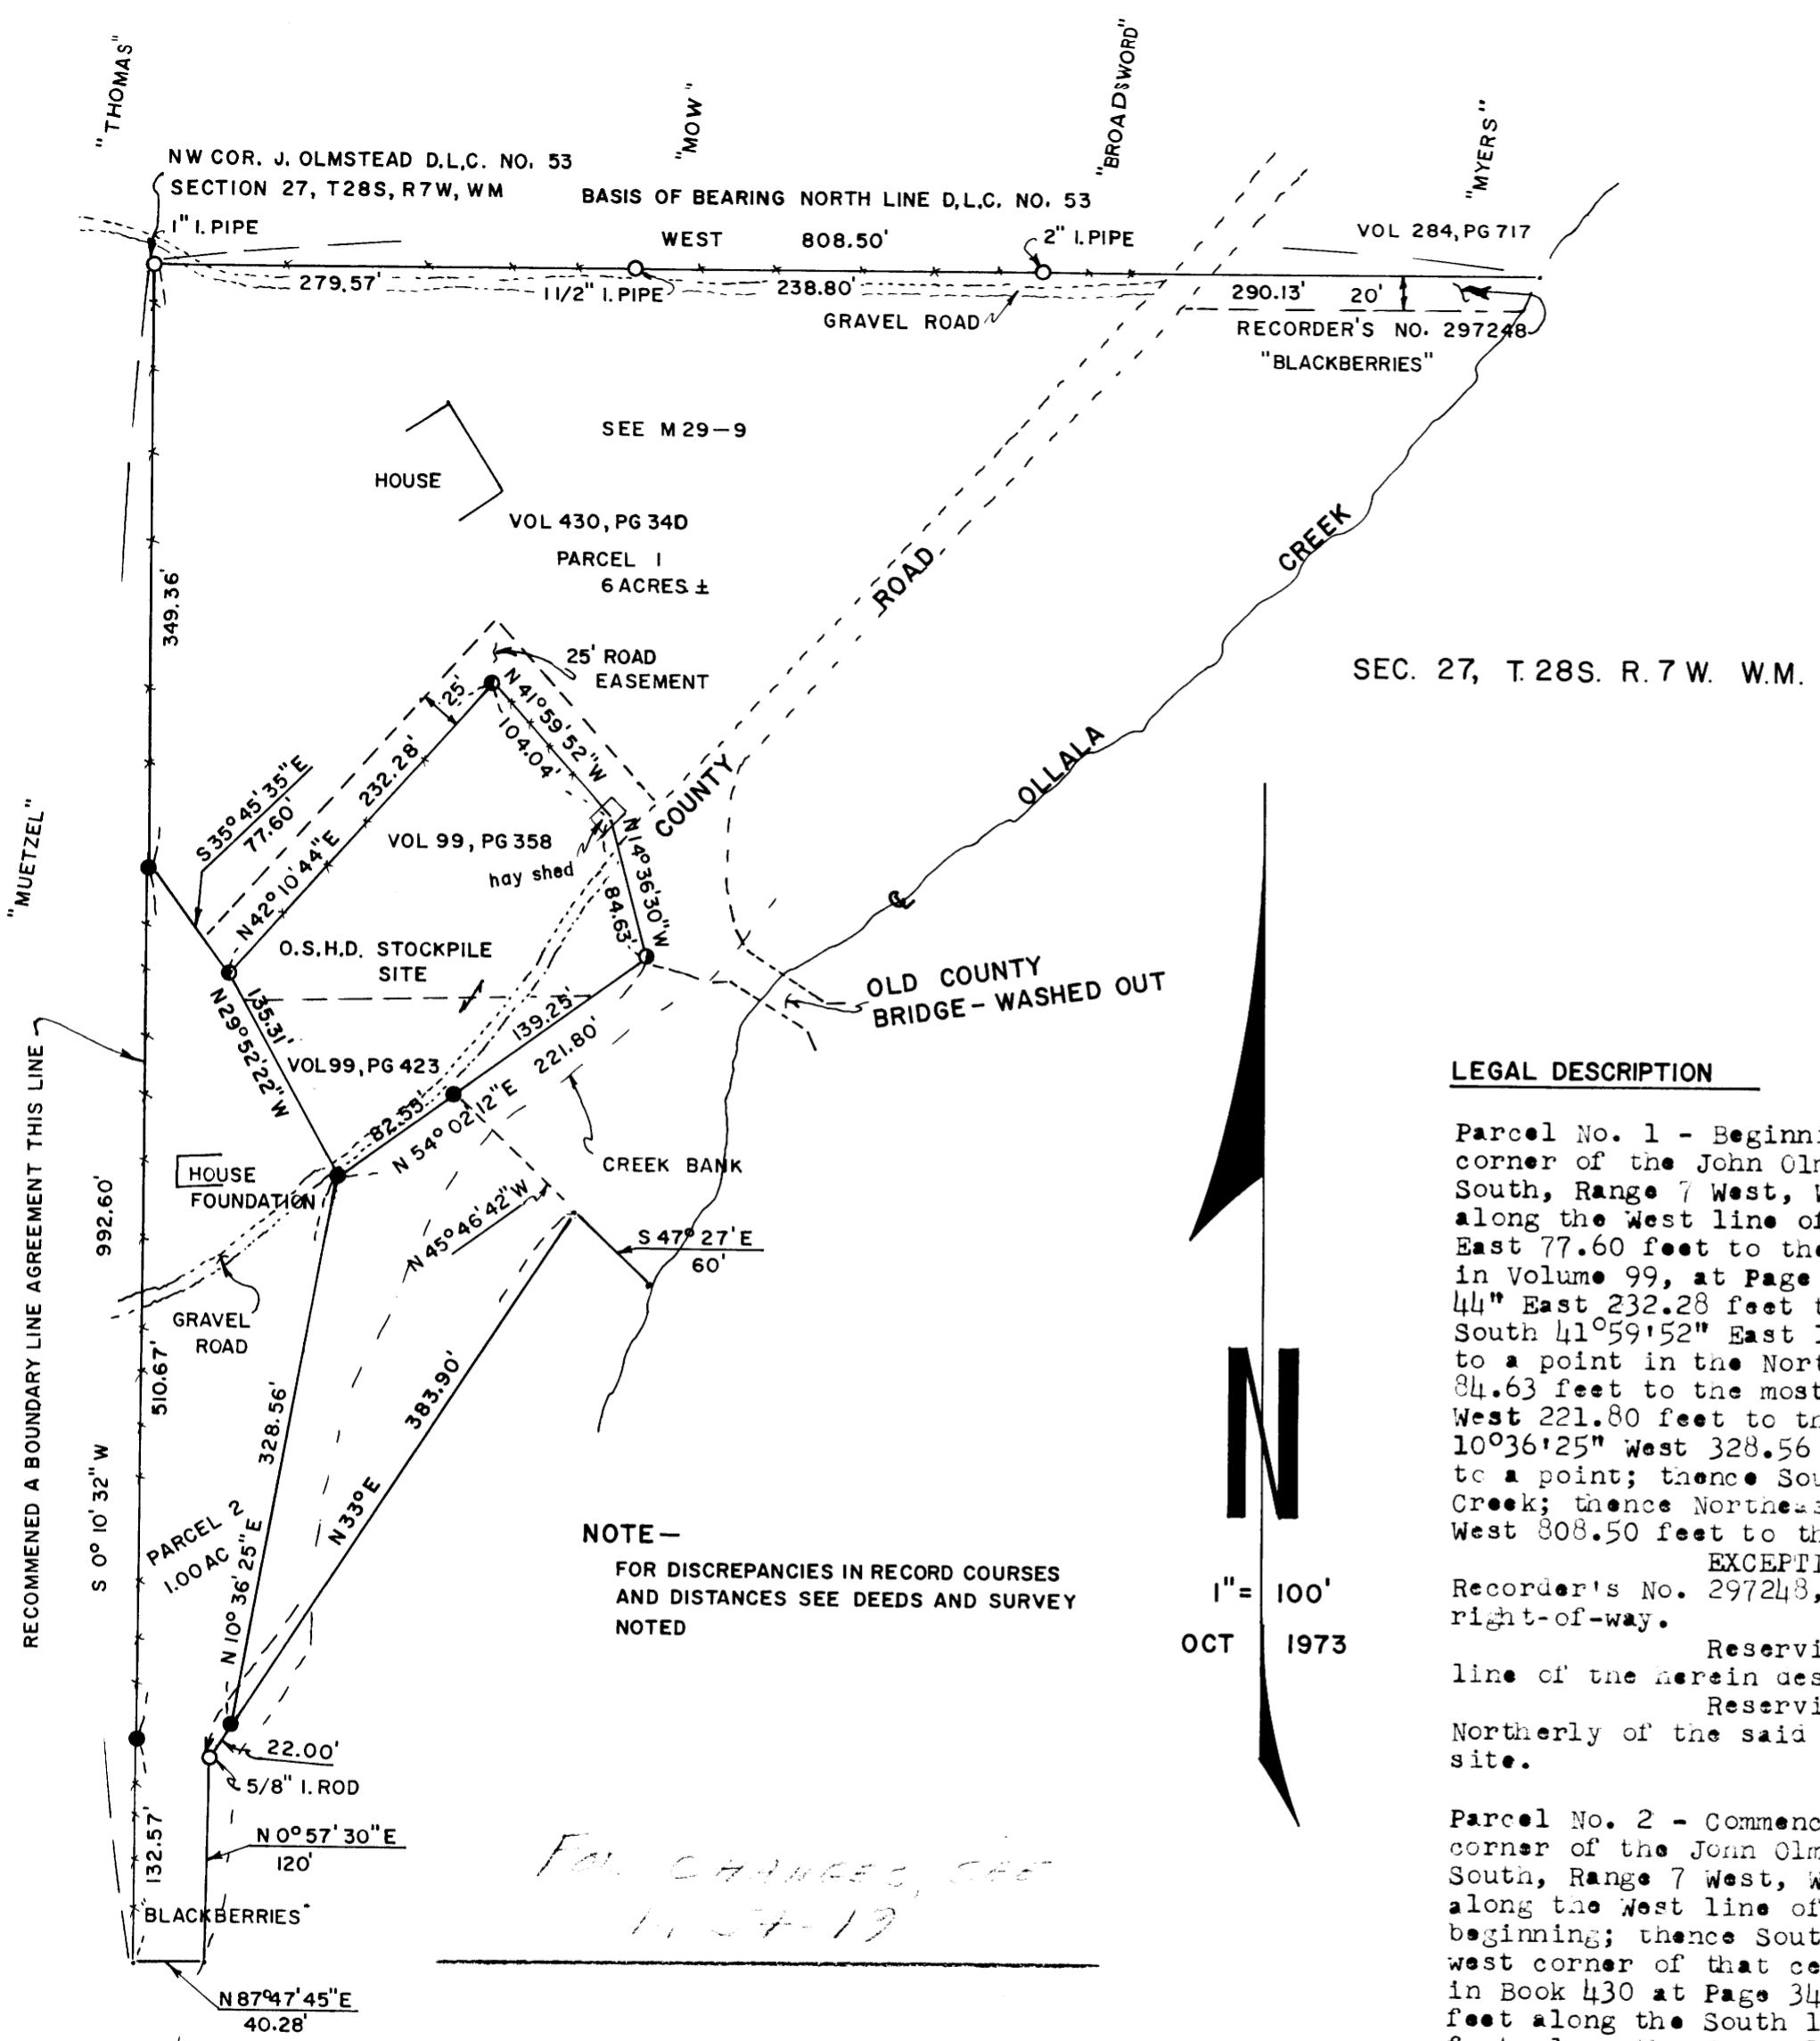 "THOMAS"
"MOW"
"BROADSWORD"
"MYERS"
NW COR. J. OLMSTEAD D.L.C. NO. 53
SECTION 27, T28S, R7W, WM
1" I. PIPE
BASIS OF BEARING NORTH LINE D.L.C. NO. 53
WEST 808.50'
2" I. PIPE
VOL 284, PG 717
279.57'
1 1/2" I. PIPE
238.80'
290.13' 20'
GRAVEL ROAD
RECORDER'S NO. 297248
"BLACKBERRIES"
SEE M 29-9
HOUSE
VOL 430, PG 340
PARCEL 1
6 ACRES ±
349.36'
COUNTY ROAD
OLLALA CREEK
25' ROAD
EASEMENT
SEC. 27, T. 28S. R. 7 W. W.M.
25'
N 41° 59' 52" W
104.04'
232.28'
N 42° 10' 44" E
S 35° 45' 35" E
77.60'
"MUETZEL"
VOL 99, PG 358
hay shed
N 14° 36' 30" W
84.63'
O.S.H.D. STOCKPILE
SITE
135.31'
N 29° 52' 22" W
139.25'
221.80'
OLD COUNTY
BRIDGE - WASHED OUT
VOL 99, PG 423
82.55'
N 54° 02' 12" E
CREEK BANK
HOUSE
FOUNDATION
N 45° 46' 42" W
S 47° 27' E
60'
RECOMMENED A BOUNDARY LINE AGREEMENT THIS LINE
992.60'
S 0° 10' 32" W
GRAVEL
ROAD
510.67'
328.56'
383.90'
N 33° E
PARCEL 2
1.00 AC
N 10° 36' 25" E
NOTE —
FOR DISCREPANCIES IN RECORD COURSES
AND DISTANCES SEE DEEDS AND SURVEY
NOTED
N
1" = 100'
OCT 1973
22.00'
5/8" I. ROD
N 0° 57' 30" E
120'
132.57'
"BLACKBERRIES"
N 87° 47' 45" E
40.28'
FOR CHANGES, SEE
LEGAL DESCRIPTION
Parcel No. 1 - Beginni
corner of the John Olm
South, Range 7 West, W
along the West line of
East 77.60 feet to the
in Volume 99, at Page
44" East 232.28 feet t
South 41°59'52" East 1
to a point in the Nort
84.63 feet to the most
West 221.80 feet to th
10°36'25" West 328.56
to a point; thence Sou
Creek; thence Northeas
West 808.50 feet to th
EXCEPTI
Recorder's No. 297248,
right-of-way.
Reservi
line of the herein des
Reservi
Northerly of the said
site.
Parcel No. 2 - Commenc
corner of the John Olm
South, Range 7 West, W
along the West line of
beginning; thence Sout
west corner of that ce
in Book 430 at Page 34
feet along the South l